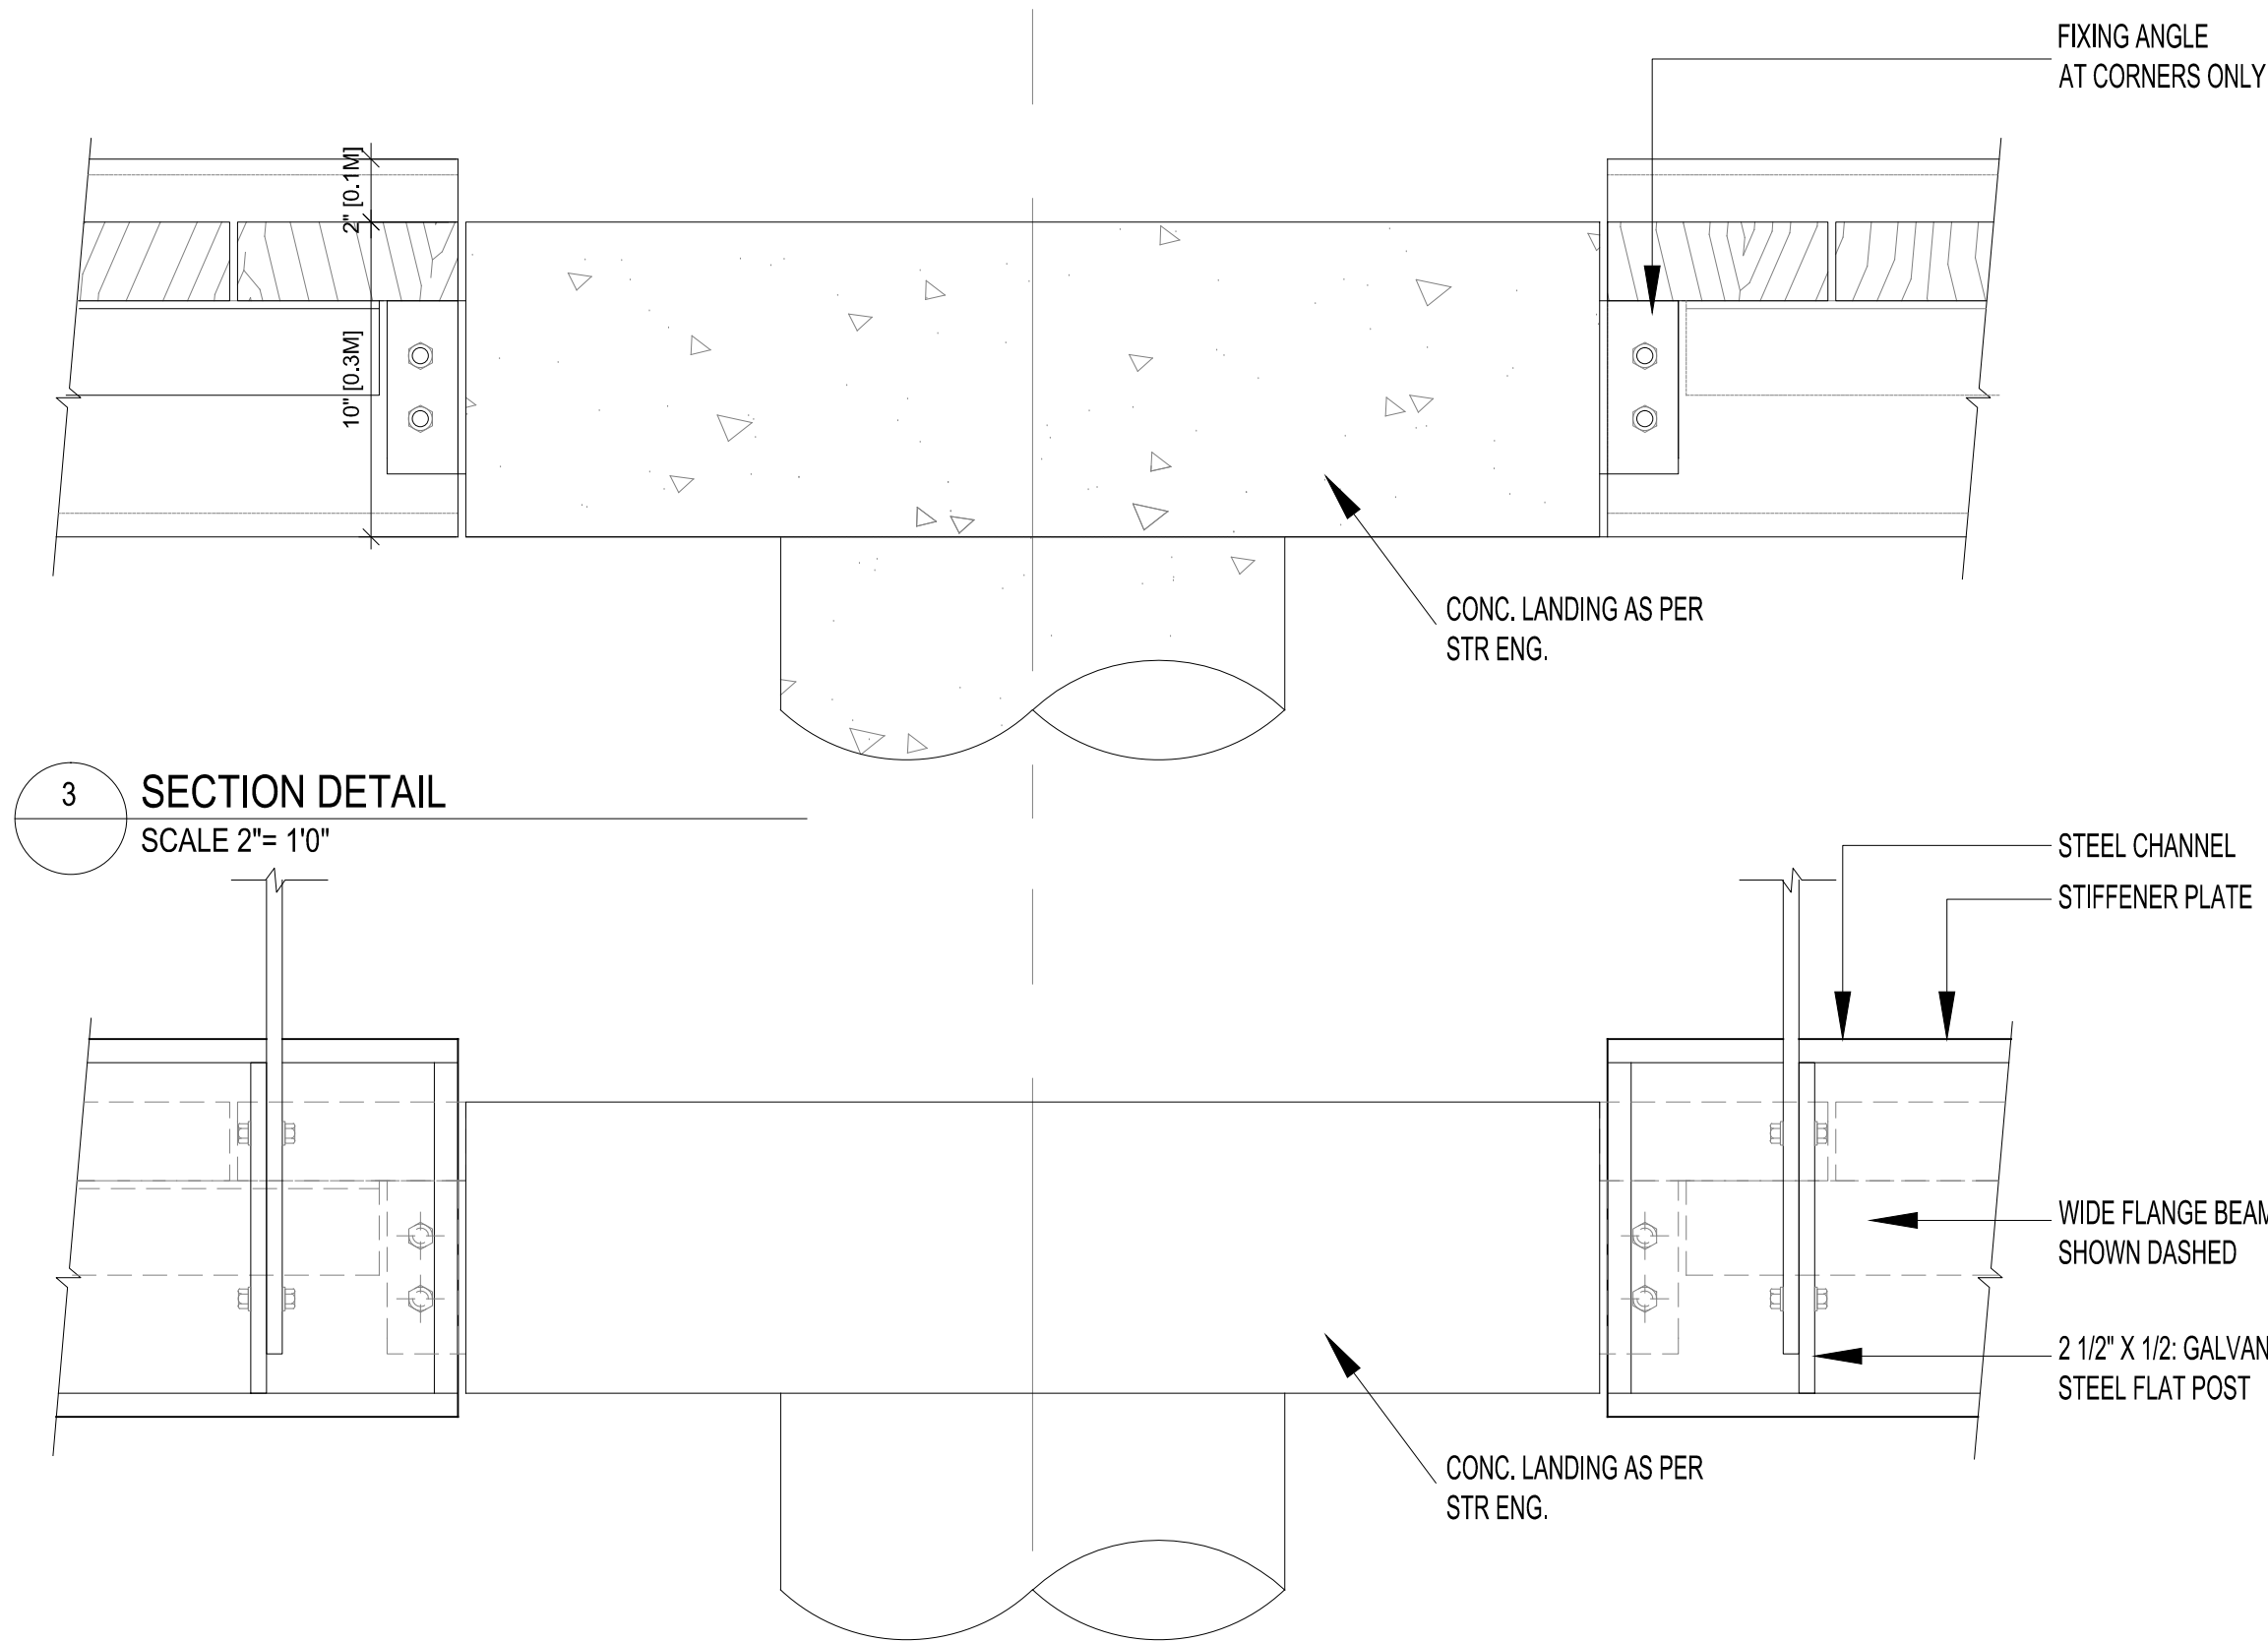 FIXING ANGLE
AT CORNERS ONLY
2" [0.1M]
10" [0.3M]
CONC. LANDING AS PER
STR ENG.
3
SECTION DETAIL
SCALE 2"= 1'0"
STEEL CHANNEL
STIFFENER PLATE
WIDE FLANGE BEAM
SHOWN DASHED
2 1/2" X 1/2: GALVAN
STEEL FLAT POST
CONC. LANDING AS PER
STR ENG.